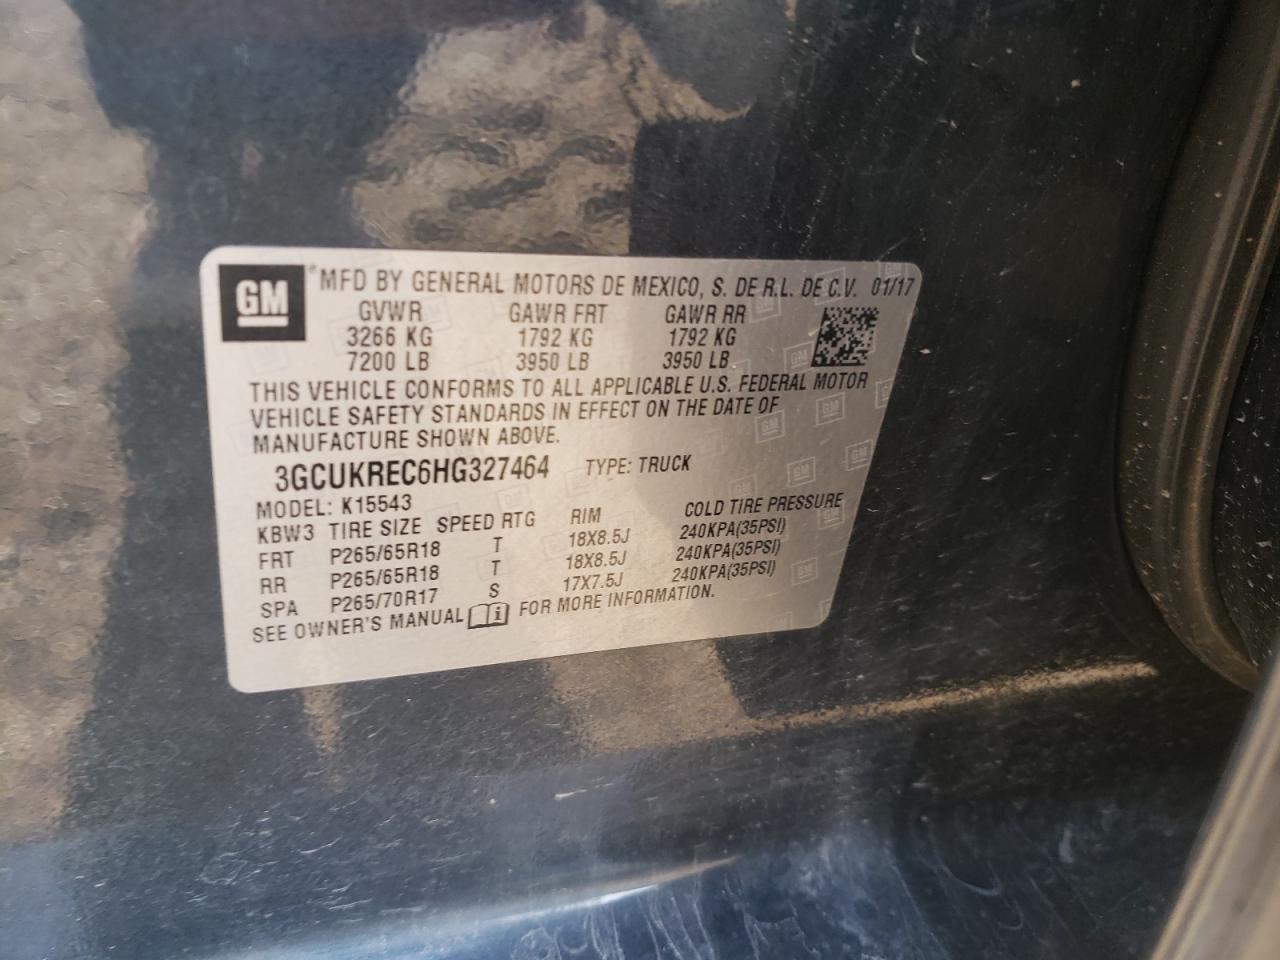 GM
MFD BY GENERAL MOTORS DE MEXICO, S. DE R.L. DE C.V. 01/17
GVWR GAWR FRT GAWR RR
3266 KG 1792 KG 1792 KG
7200 LB 3950 LB 3950 LB
THIS VEHICLE CONFORMS TO ALL APPLICABLE U.S. FEDERAL MOTOR
VEHICLE SAFETY STANDARDS IN EFFECT ON THE DATE OF
MANUFACTURE SHOWN ABOVE.
3GCUKREC6HG327464 TYPE: TRUCK
MODEL: K15543
KBW3 TIRE SIZE SPEED RTG RIM COLD TIRE PRESSURE
FRT P265/65R18 T 18X8.5J 240KPA(35PSI)
RR P265/65R18 T 18X8.5J 240KPA(35PSI)
SPA P265/70R17 S 17X7.5J 240KPA(35PSI)
SEE OWNER'S MANUAL i FOR MORE INFORMATION.